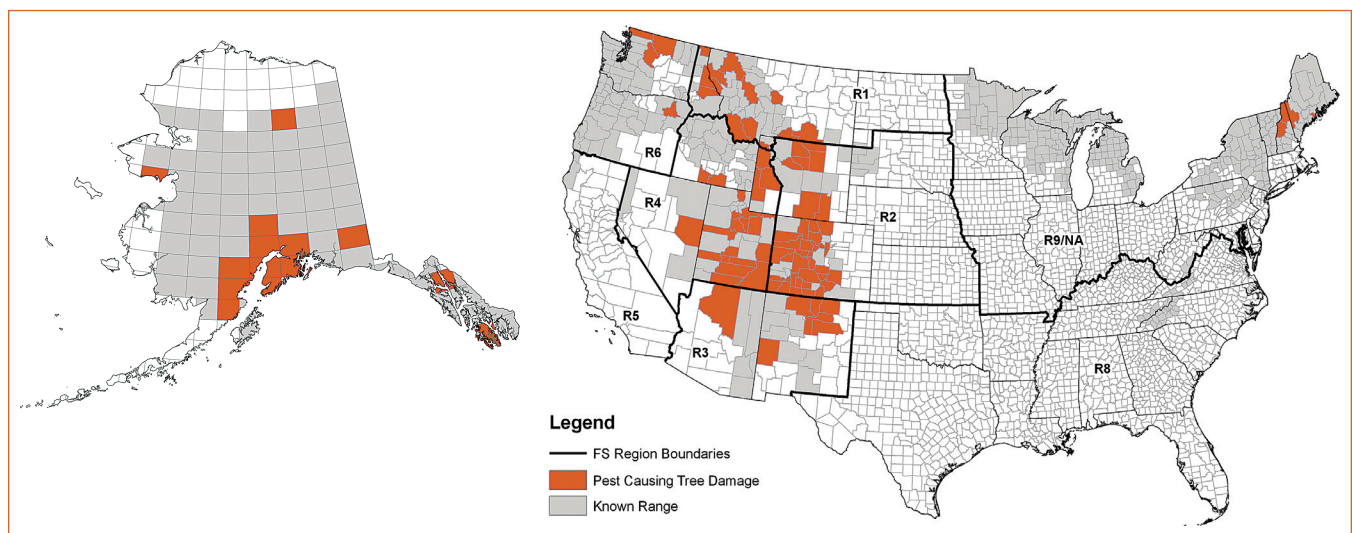 R1
R6
R4
R2
R9/NA
R5
R3
R8
Legend
FS Region Boundaries
Pest Causing Tree Damage
Known Range